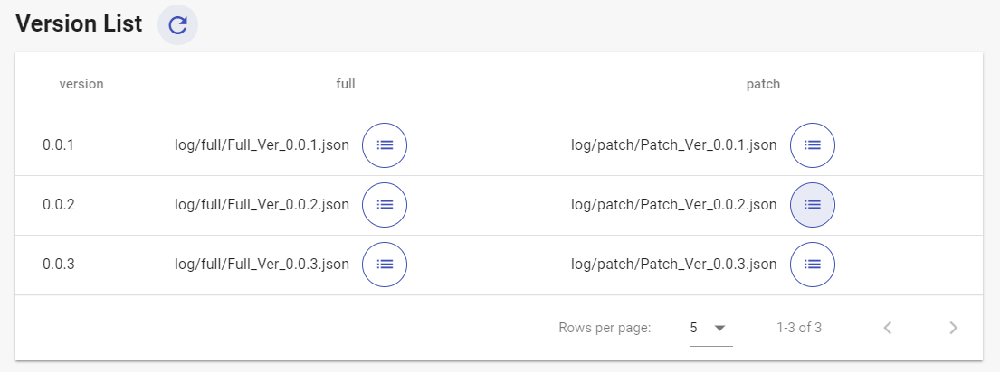 Version List
version full patch
0.0.1 log/full/Full_Ver_0.0.1.json log/patch/Patch_Ver_0.0.1.json
0.0.2 log/full/Full_Ver_0.0.2.json log/patch/Patch_Ver_0.0.2.json
0.0.3 log/full/Full_Ver_0.0.3.json log/patch/Patch_Ver_0.0.3.json
Rows per page: 5 1-3 of 3